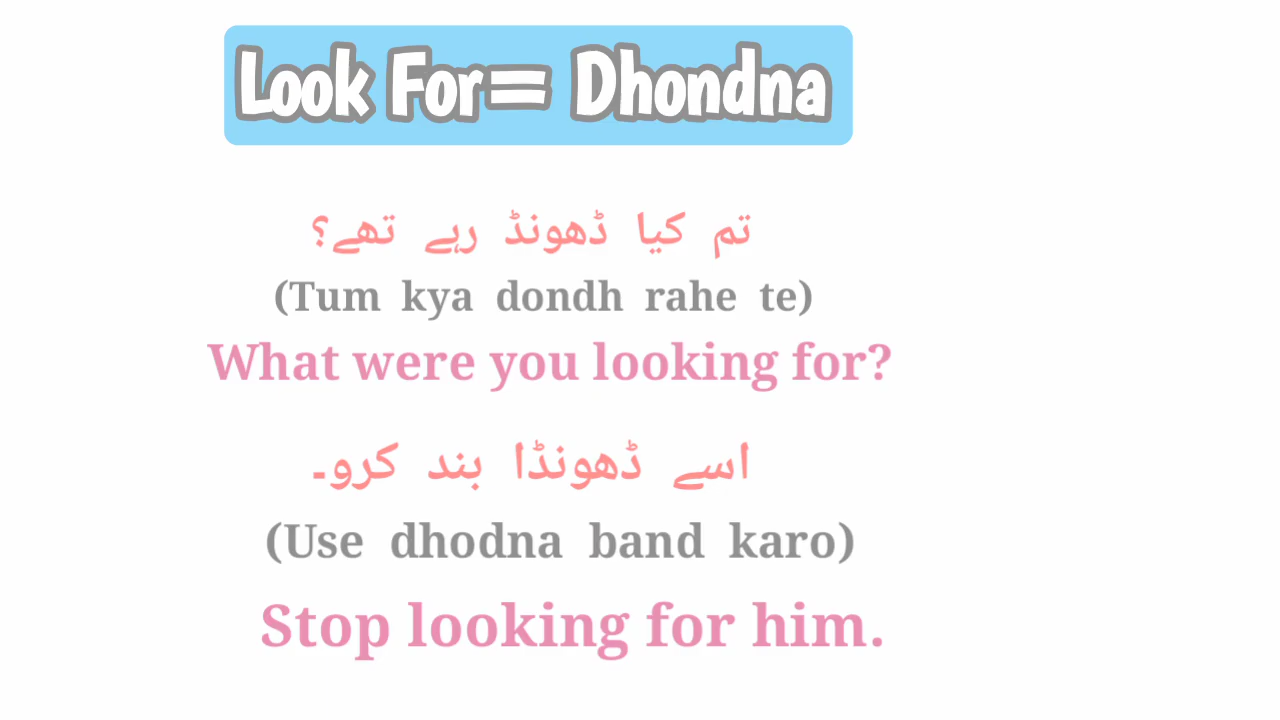 Look For= Dhondna
تم کیا ڈھونڈ رہے تھے؟
(Tum kya dondh rahe te)
What were you looking for?
اسے ڈھونڈا بند کرو۔
(Use dhodna band karo)
Stop looking for him.